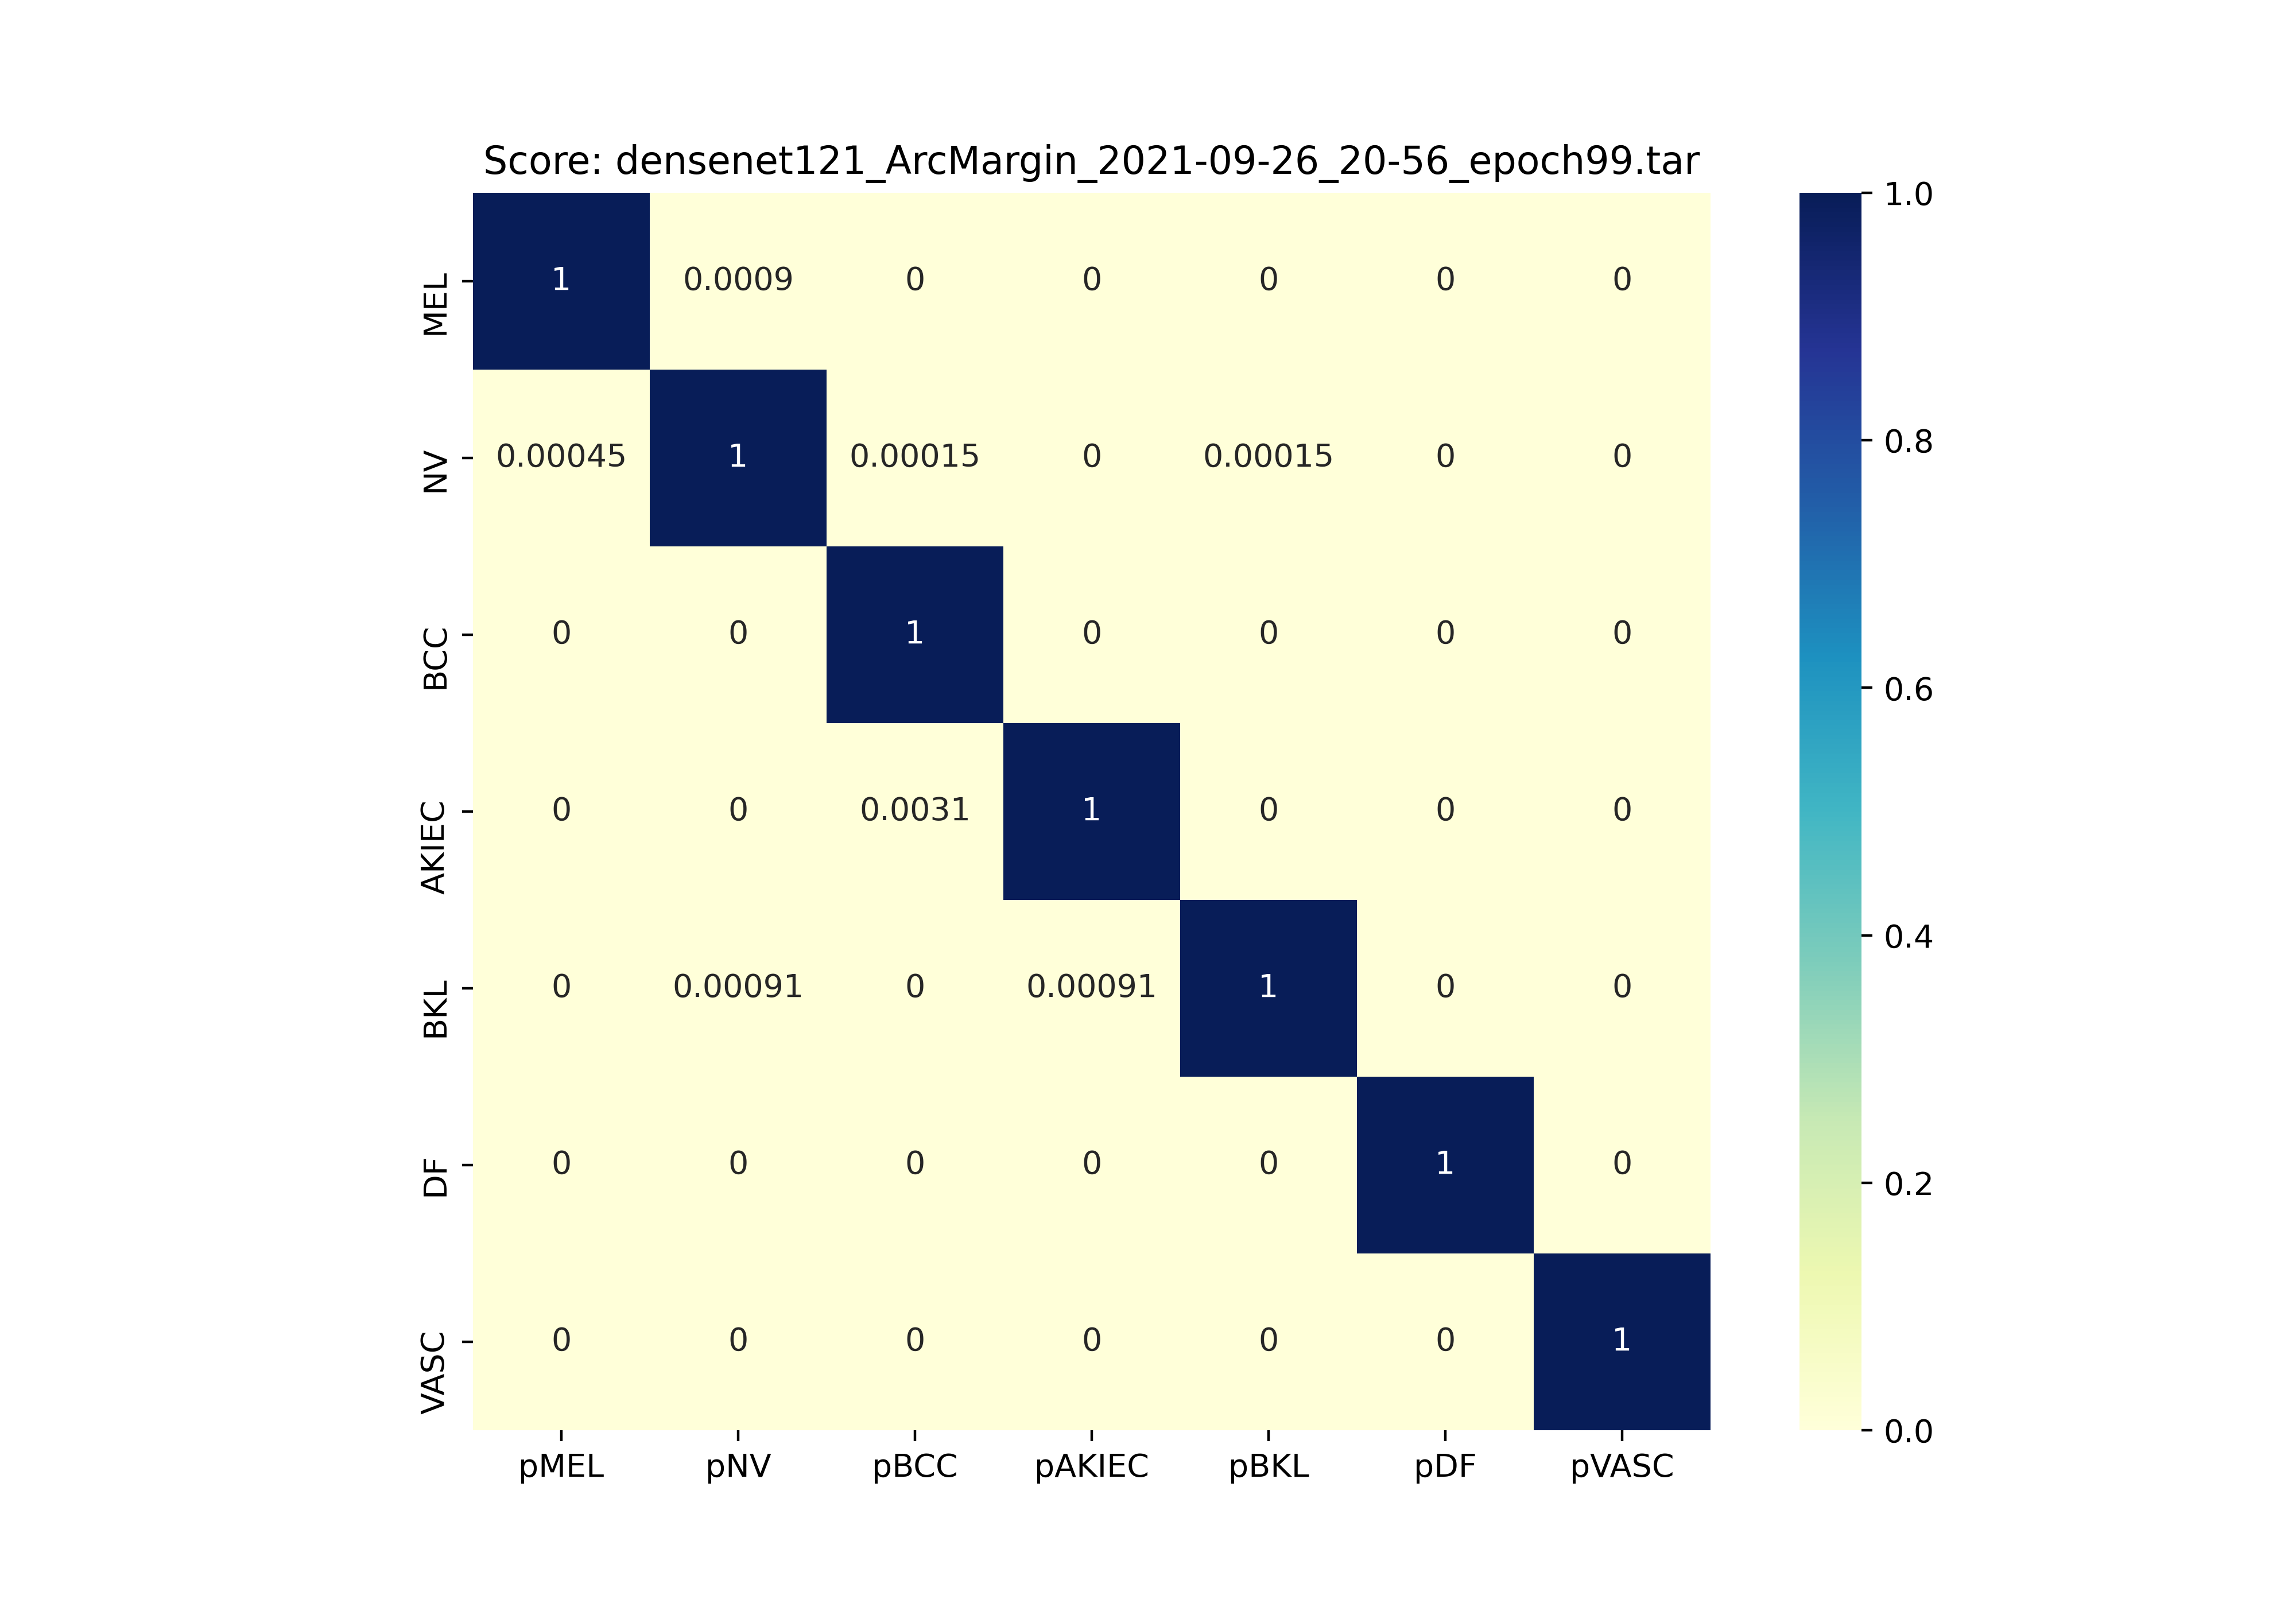 Score: densenet121_ArcMargin_2021-09-26_20-56_epoch99.tar
MEL 1 0.0009 0 0 0 0 0
NV 0.00045 1 0.00015 0 0.00015 0 0
BCC 0 0 1 0 0 0 0
AKIEC 0 0 0.0031 1 0 0 0
BKL 0 0.00091 0 0.00091 1 0 0
DF 0 0 0 0 0 1 0
VASC 0 0 0 0 0 0 1
pMEL pNV pBCC pAKIEC pBKL pDF pVASC
1.0
0.8
0.6
0.4
0.2
0.0